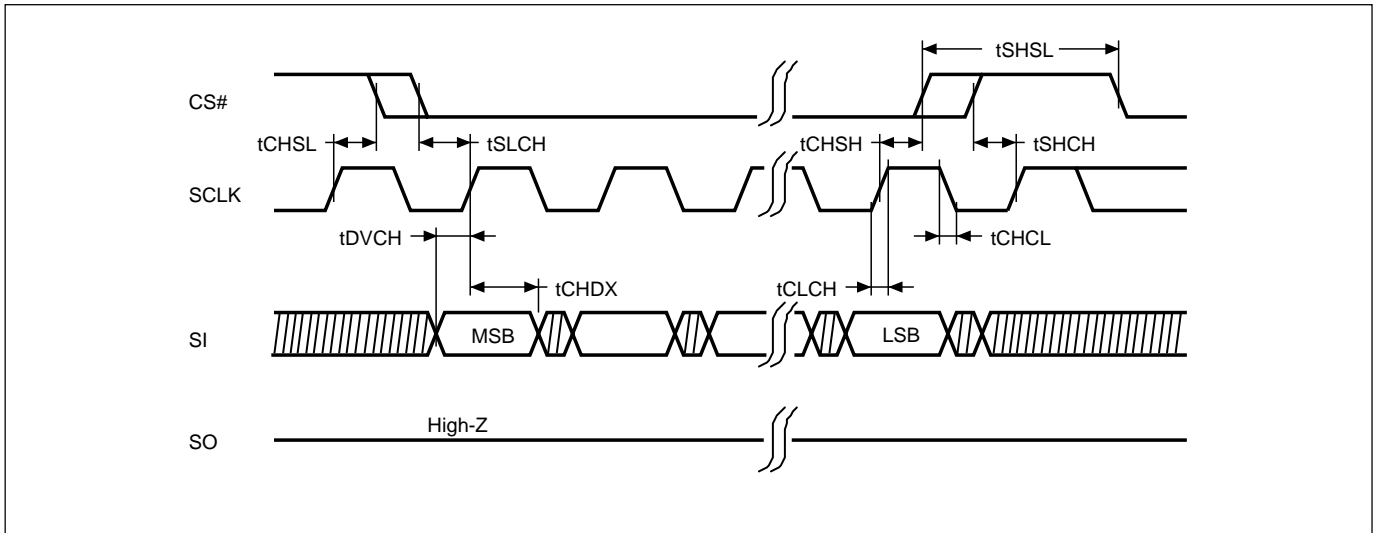 tSHSL
CS#
tCHSL
tSLCH
tCHSH
tSHCH
SCLK
tDVCH
tCHCL
tCHDX
tCLCH
SI
MSB
LSB
High-Z
SO